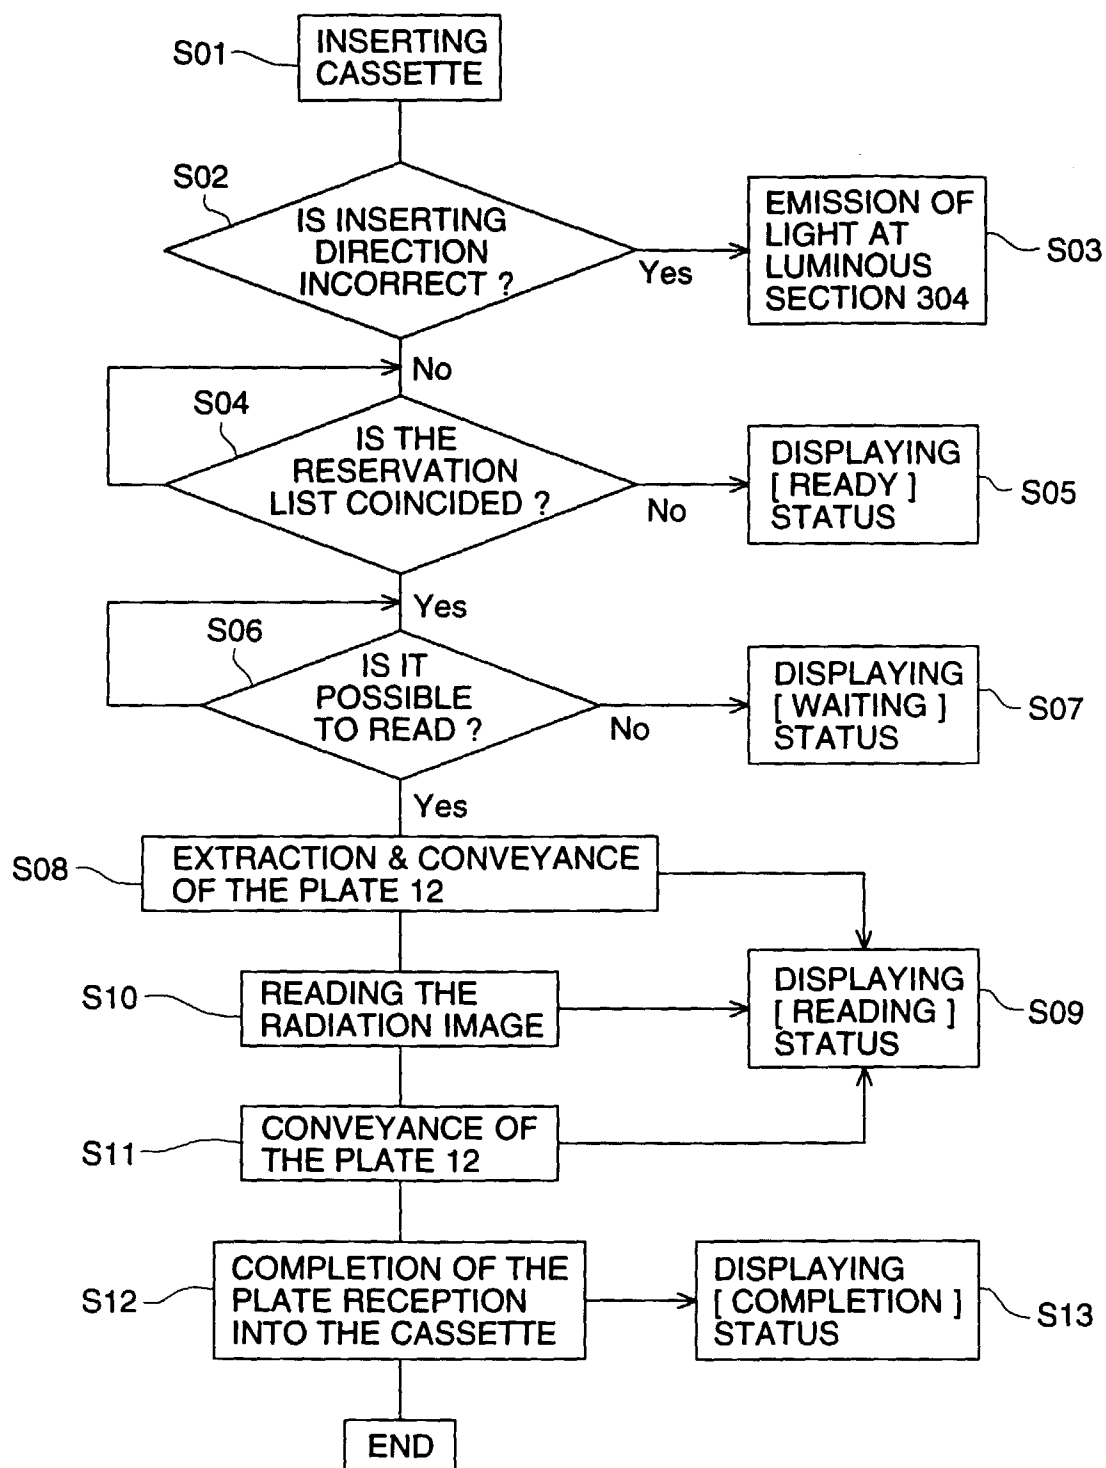 S01
INSERTING
CASSETTE
S02
IS INSERTING
DIRECTION
INCORRECT ?
Yes
EMISSION OF
LIGHT AT
LUMINOUS
SECTION 304
S03
No
S04
IS THE
RESERVATION
LIST COINCIDED ?
No
DISPLAYING
[ READY ]
STATUS
S05
Yes
S06
IS IT
POSSIBLE
TO READ ?
No
DISPLAYING
[ WAITING ]
STATUS
S07
Yes
S08
EXTRACTION & CONVEYANCE
OF THE PLATE 12
S10
READING THE
RADIATION IMAGE
DISPLAYING
[ READING ]
STATUS
S09
S11
CONVEYANCE OF
THE PLATE 12
S12
COMPLETION OF THE
PLATE RECEPTION
INTO THE CASSETTE
DISPLAYING
[ COMPLETION ]
STATUS
S13
END